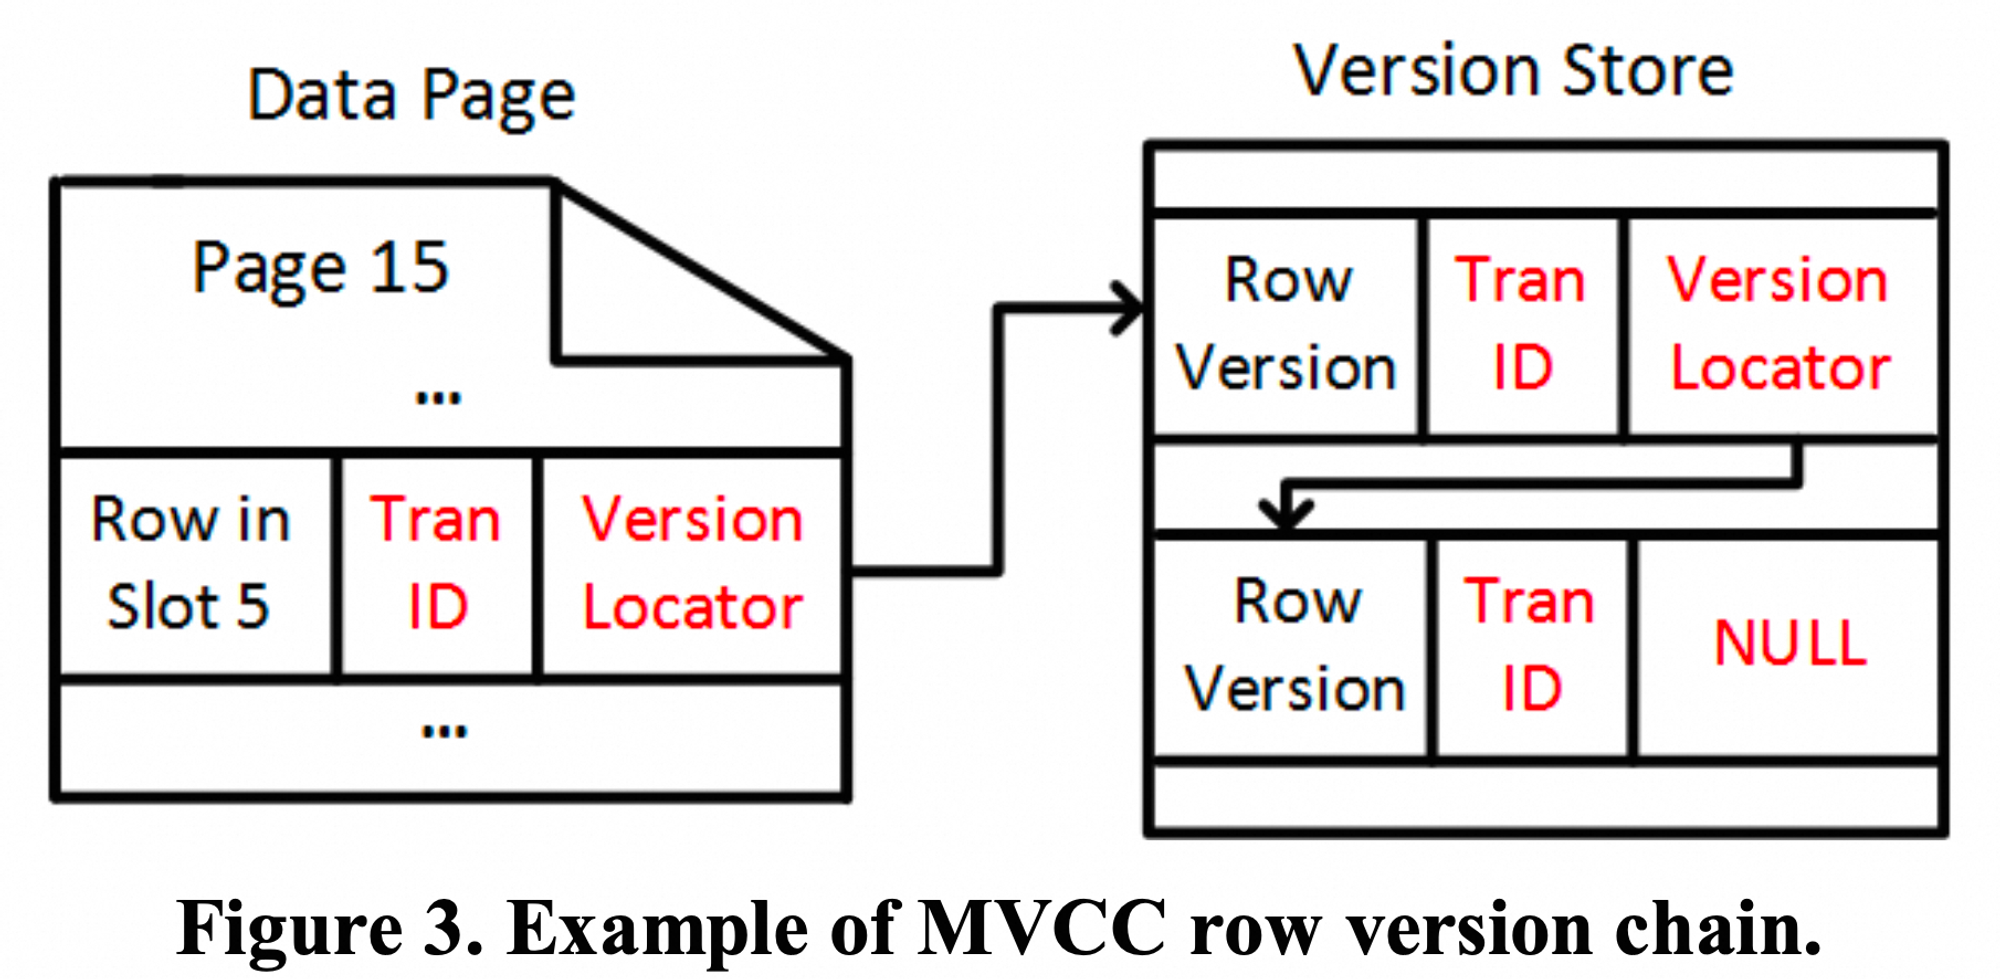 Data Page
Page 15
...
Row in
Slot 5
Tran
ID
Version
Locator
...
Version Store
Row
Version
Tran
ID
Version
Locator
Row
Version
Tran
ID
NULL
Figure 3. Example of MVCC row version chain.